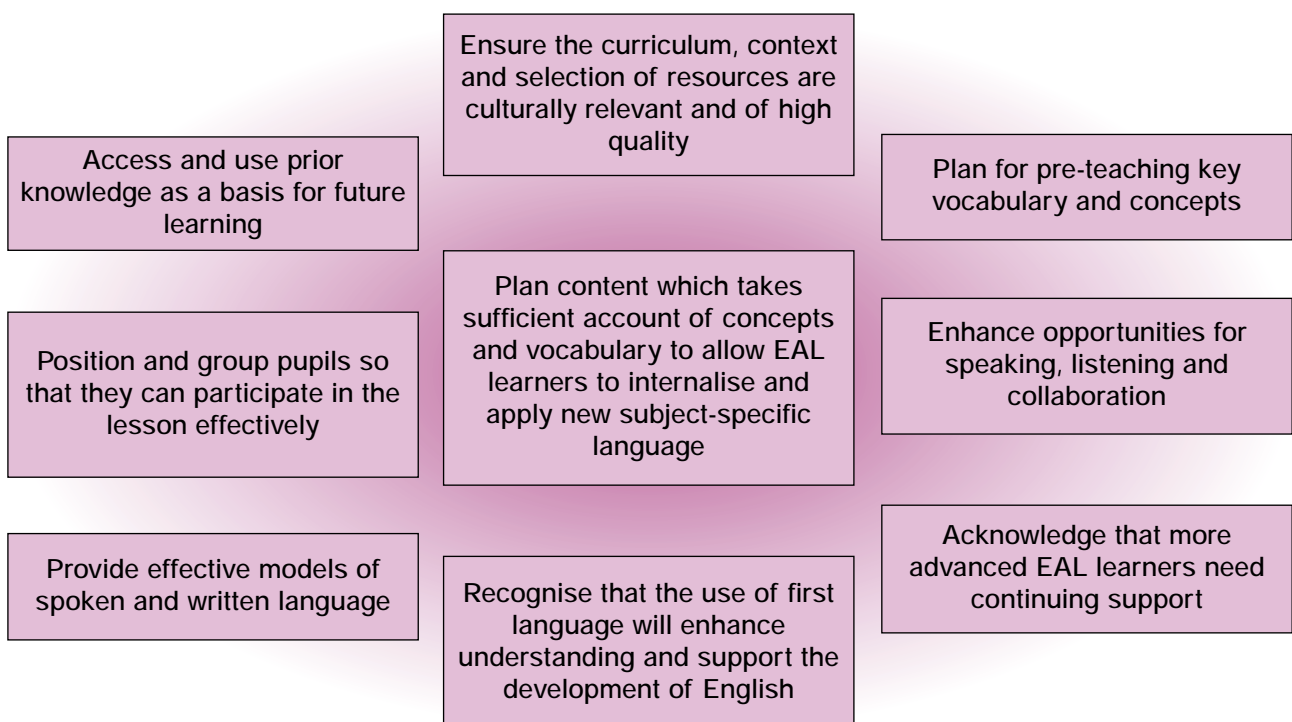 Ensure the curriculum, context
and selection of resources are
culturally relevant and of high
quality
Access and use prior
knowledge as a basis for future
learning
Plan for pre-teaching key
vocabulary and concepts
Plan content which takes
sufficient account of concepts
and vocabulary to allow EAL
learners to internalise and
apply new subject-specific
language
Position and group pupils so
that they can participate in the
lesson effectively
Enhance opportunities for
speaking, listening and
collaboration
Provide effective models of
spoken and written language
Recognise that the use of first
language will enhance
understanding and support the
development of English
Acknowledge that more
advanced EAL learners need
continuing support